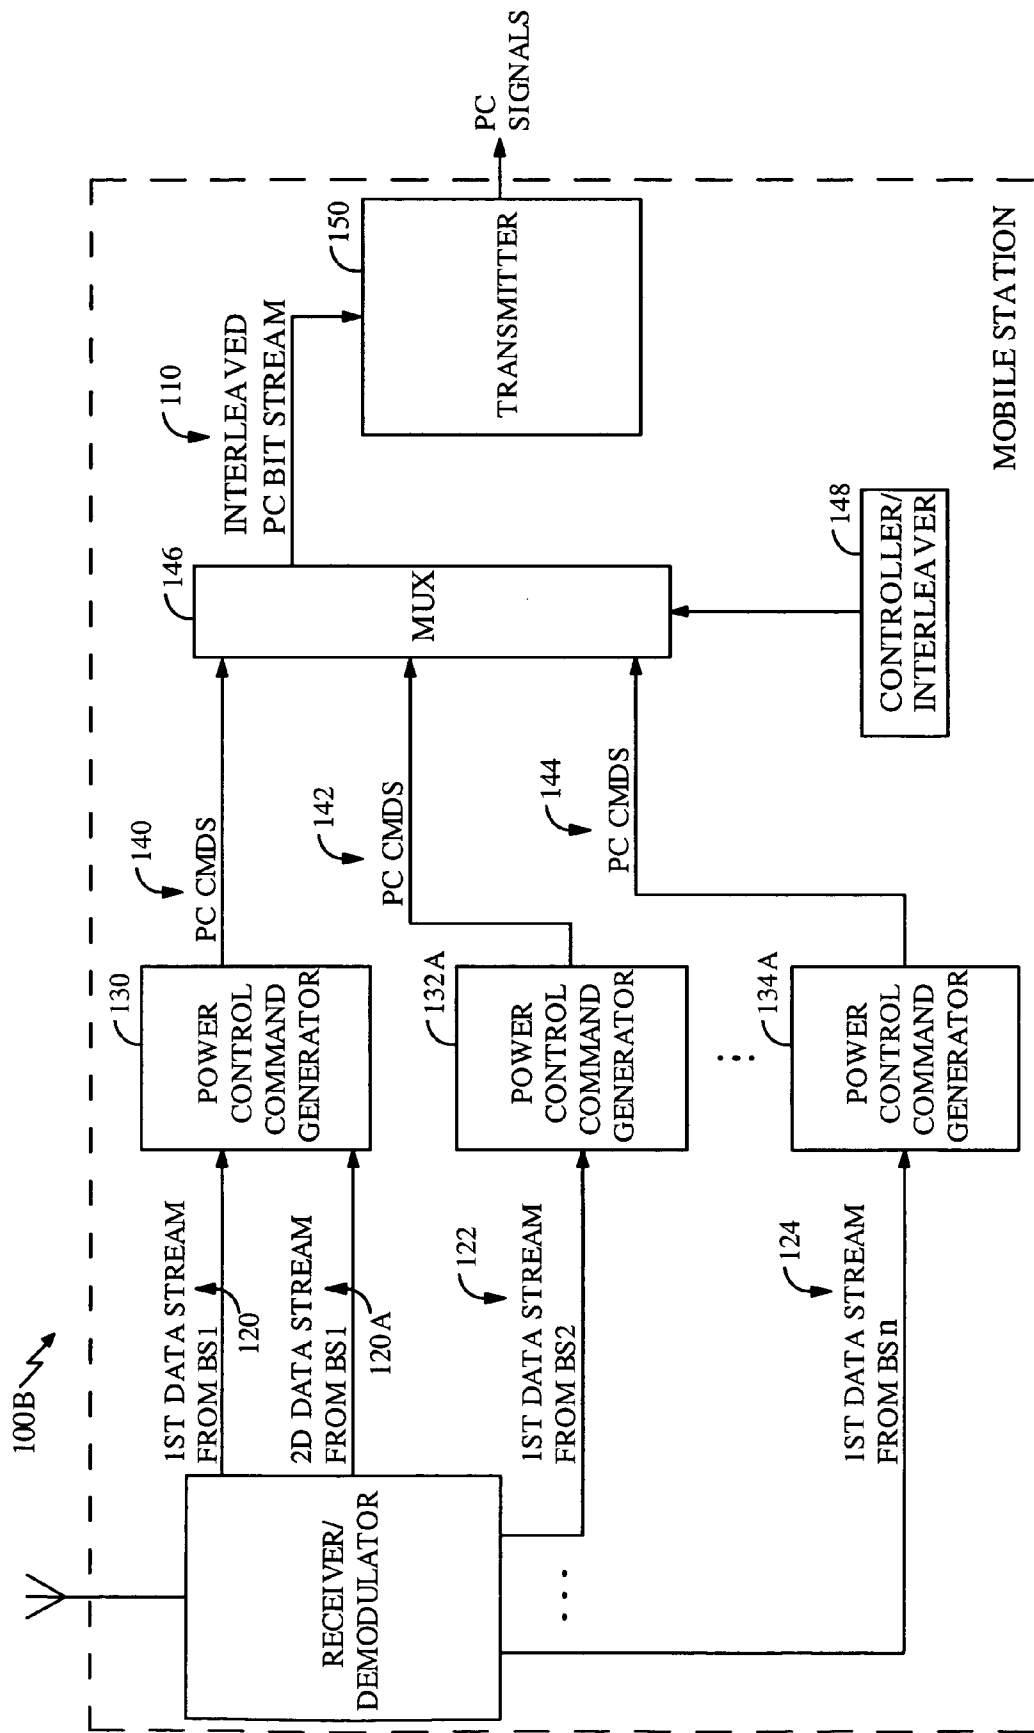 100B
RECEIVER/
DEMODULATOR
1ST DATA STREAM
FROM BS1
120
2D DATA STREAM
FROM BS1
120A
122
1ST DATA STREAM
FROM BS2
124
1ST DATA STREAM
FROM BSn
130
POWER
CONTROL
COMMAND
GENERATOR
132A
POWER
CONTROL
COMMAND
GENERATOR
134A
POWER
CONTROL
COMMAND
GENERATOR
140
PC CMDS
142
PC CMDS
144
PC CMDS
146
MUX
148
CONTROLLER/
INTERLEAVER
110
INTERLEAVED
PC BIT STREAM
150
TRANSMITTER
PC
SIGNALS
MOBILE STATION